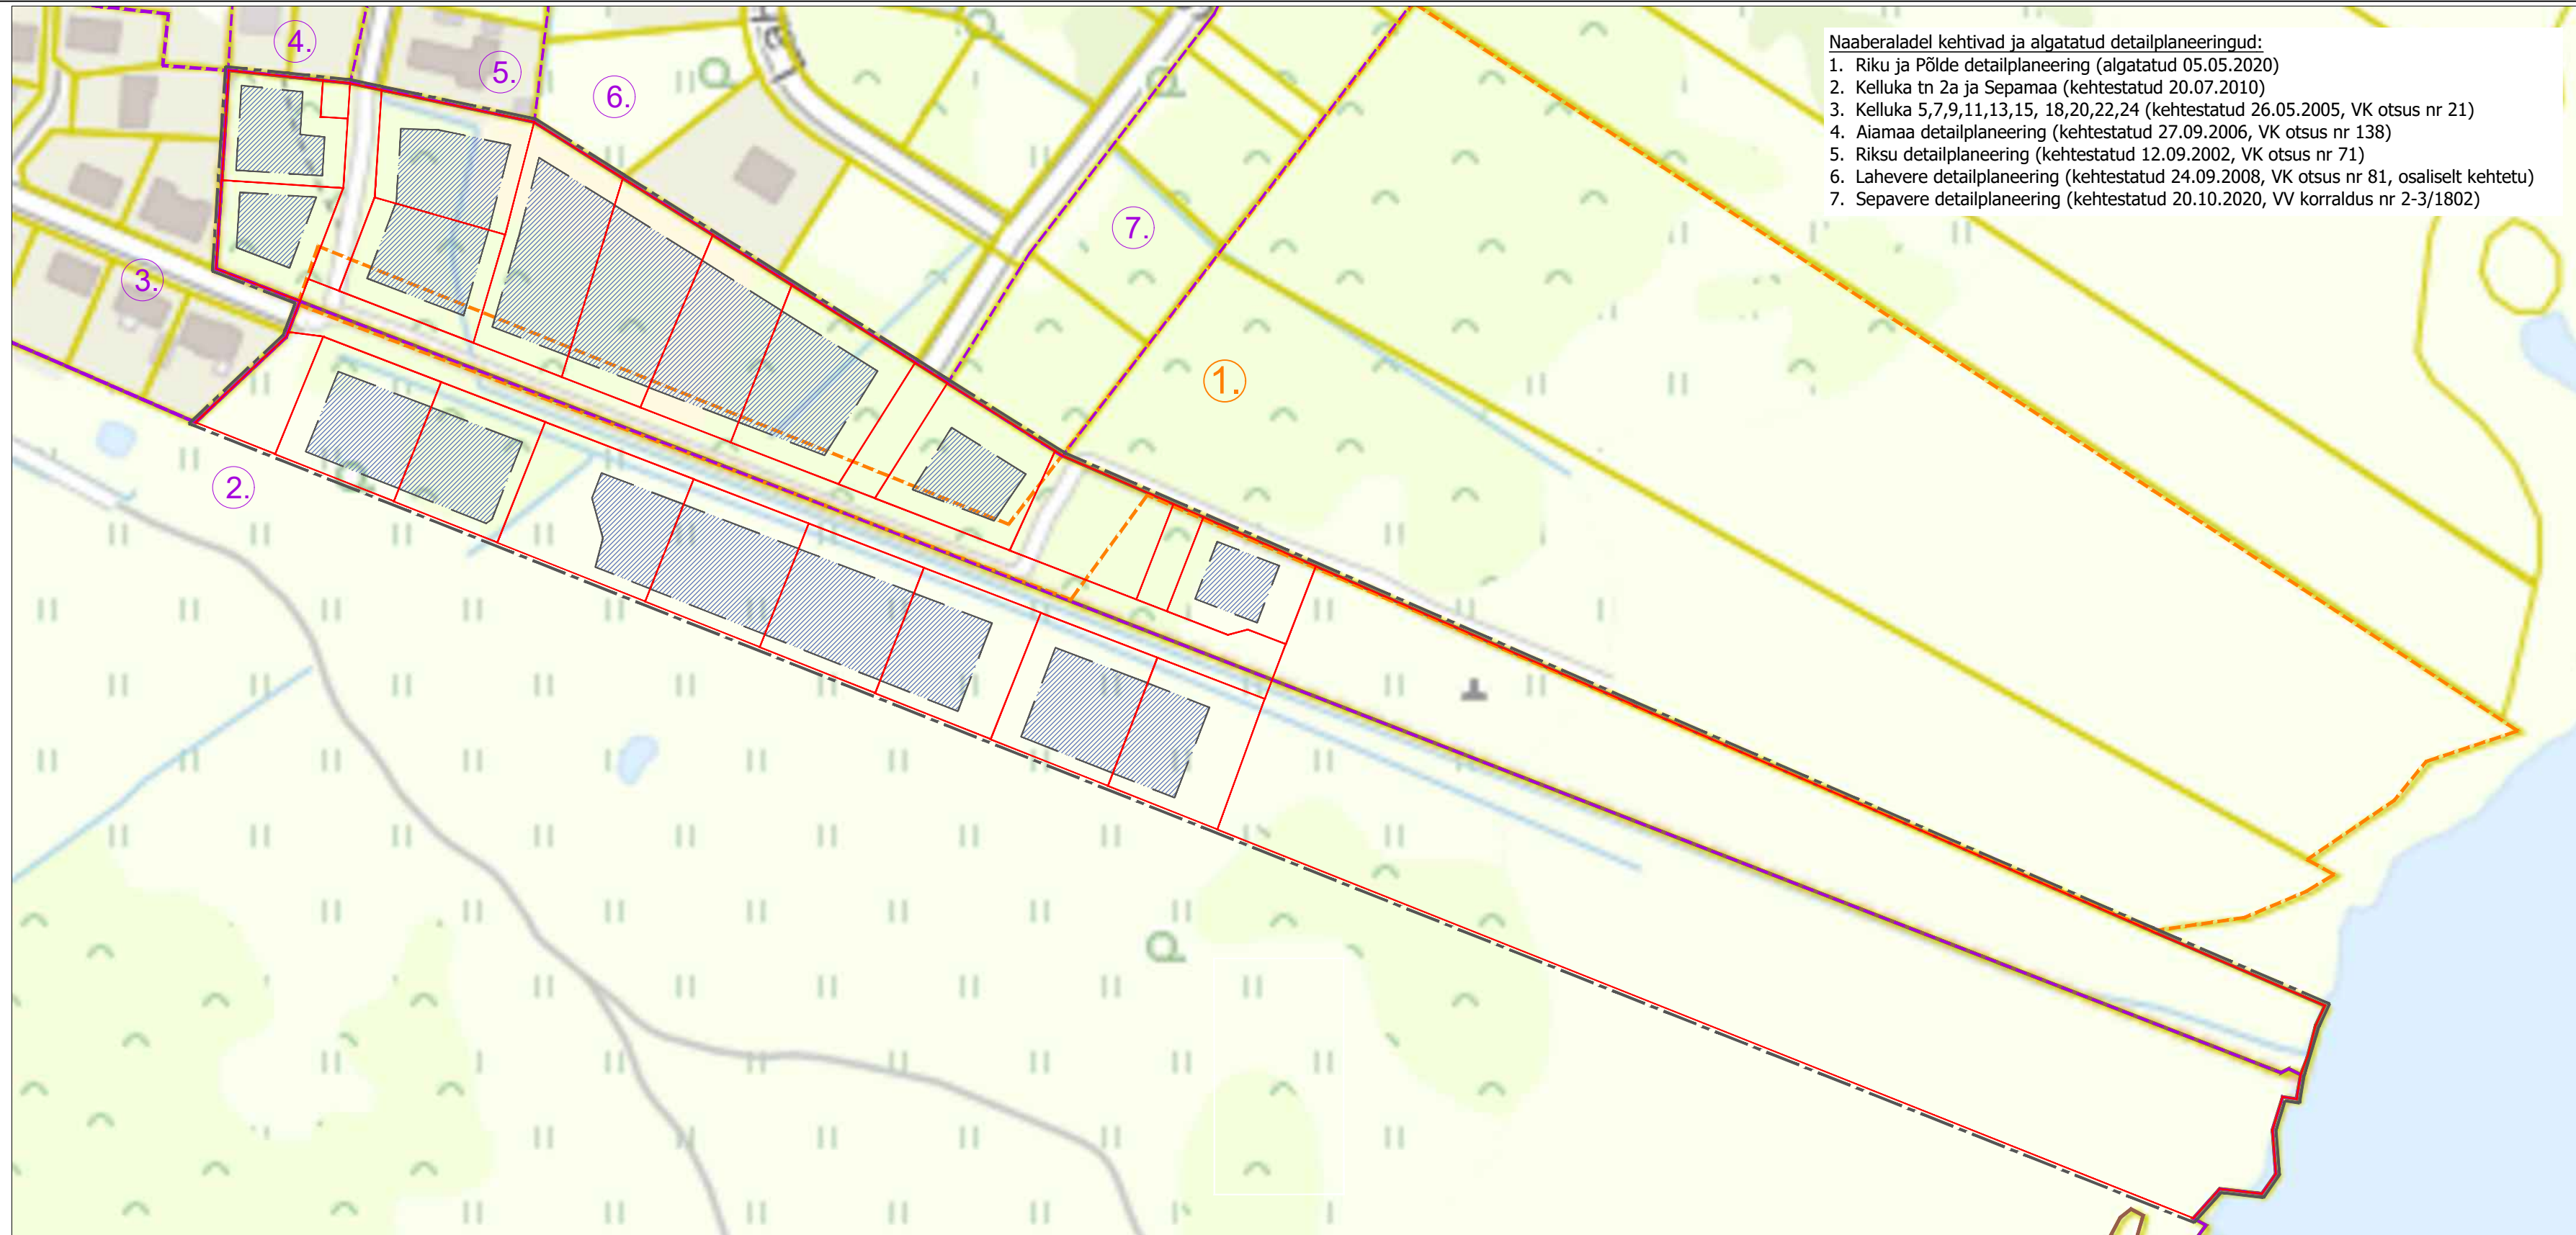 Naaberaladel kehtivad ja algatatud detailplaneeringud:
1. Riku ja Põlde detailplaneering (algatatud 05.05.2020)
2. Kelluka tn 2a ja Sepamaa (kehtestatud 20.07.2010)
3. Kelluka 5,7,9,11,13,15, 18,20,22,24 (kehtestatud 26.05.2005, VK otsus nr 21)
4. Aiamaa detailplaneering (kehtestatud 27.09.2006, VK otsus nr 138)
5. Riksu detailplaneering (kehtestatud 12.09.2002, VK otsus nr 71)
6. Lahevere detailplaneering (kehtestatud 24.09.2008, VK otsus nr 81, osaliselt kehtetu)
7. Sepavere detailplaneering (kehtestatud 20.10.2020, VV korraldus nr 2-3/1802)
4.
5.
6.
7.
3.
1.
2.